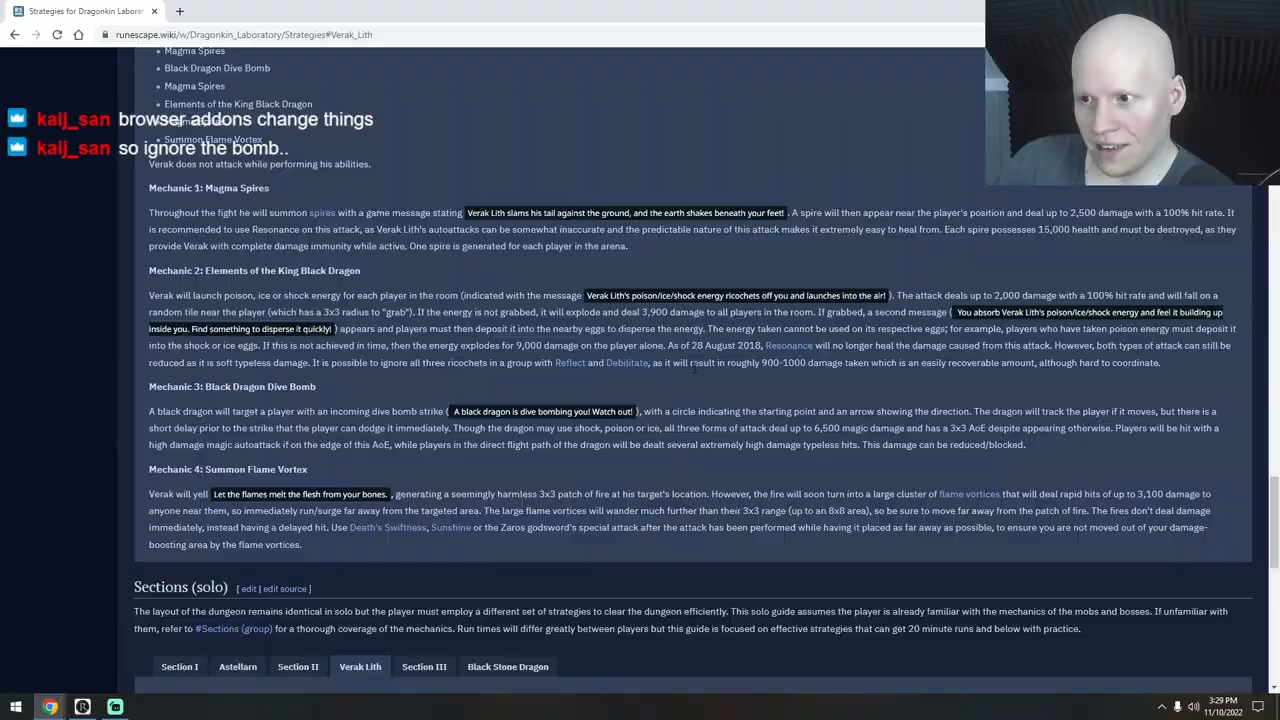 Strategies for Dragonkin Labora
runescape.wiki/w/Dragonkin_Laboratory/Strategies#Verak_Lith
Magma Spires
Black Dragon Dive Bomb
Magma Spires
Elements of the King Black Dragon
kaij_san browser addons change things
Summon Flame Vortex
kaij_san so ignore the bomb..
Verak does not attack while performing his abilities.
Mechanic 1: Magma Spires
Throughout the fight he will summon spires with a game message stating Verak Lith slams his tail against the ground, and the earth shakes beneath your feet! . A spire will then appear near the player's position and deal up to 2,500 damage with a 100% hit rate. It
is recommended to use Resonance on this attack, as Verak Lith's autoattacks can be somewhat inaccurate and the predictable nature of this attack makes it extremely easy to heal from. Each spire possesses 15,000 health and must be destroyed, as they
provide Verak with complete damage immunity while active. One spire is generated for each player in the arena.
Mechanic 2: Elements of the King Black Dragon
Verak will launch poison, ice or shock energy for each player in the room (indicated with the message Verak Lith's poison/ice/shock energy ricochets off you and launches into the air! ). The attack deals up to 2,000 damage with a 100% hit rate and will fall on a
random tile near the player (which has a 3x3 radius to "grab"). If the energy is not grabbed, it will explode and deal 3,900 damage to all players in the room. If grabbed, a second message ( You absorb Verak Lith's poison/ice/shock energy and feel it building up
inside you. Find something to disperse it quickly! ) appears and players must then deposit it into the nearby eggs to disperse the energy. The energy taken cannot be used on its respective eggs; for example, players who have taken poison energy must deposit it
into the shock or ice eggs. If this is not achieved in time, then the energy explodes for 9,000 damage on the player alone. As of 28 August 2018, Resonance will no longer heal the damage caused from this attack. However, both types of attack can still be
reduced as it is soft typeless damage. It is possible to ignore all three ricochets in a group with Reflect and Debilitate, as it will result in roughly 900-1000 damage taken which is an easily recoverable amount, although hard to coordinate.
Mechanic 3: Black Dragon Dive Bomb
A black dragon will target a player with an incoming dive bomb strike ( A black dragon is dive bombing you! Watch out! ), with a circle indicating the starting point and an arrow showing the direction. The dragon will track the player if it moves, but there is a
short delay prior to the strike that the player can dodge it immediately. Though the dragon may use shock, poison or ice, all three forms of attack deal up to 6,500 magic damage and has a 3x3 AoE despite appearing otherwise. Players will be hit with a
high damage magic autoattack if on the edge of this AoE, while players in the direct flight path of the dragon will be dealt several extremely high damage typeless hits. This damage can be reduced/blocked.
Mechanic 4: Summon Flame Vortex
Verak will yell Let the flames melt the flesh from your bones. , generating a seemingly harmless 3x3 patch of fire at his target's location. However, the fire will soon turn into a large cluster of flame vortices that will deal rapid hits of up to 3,100 damage to
anyone near them, so immediately run/surge far away from the targeted area. The large flame vortices will wander much further than their 3x3 range (up to an 8x8 area), so be sure to move far away from the patch of fire. The fires don't deal damage
immediately, instead having a delayed hit. Use Death's Swiftness, Sunshine or the Zaros godsword's special attack after the attack has been performed while having it placed as far away as possible, to ensure you are not moved out of your damage-
boosting area by the flame vortices.
Sections (solo) [ edit | edit source ]
The layout of the dungeon remains identical in solo but the player must employ a different set of strategies to clear the dungeon efficiently. This solo guide assumes the player is already familiar with the mechanics of the mobs and bosses. If unfamiliar with
them, refer to #Sections (group) for a thorough coverage of the mechanics. Run times will differ greatly between players but this guide is focused on effective strategies that can get 20 minute runs and below with practice.
Section I Astellarn Section II Verak Lith Section III Black Stone Dragon
3:29 PM
11/10/2022